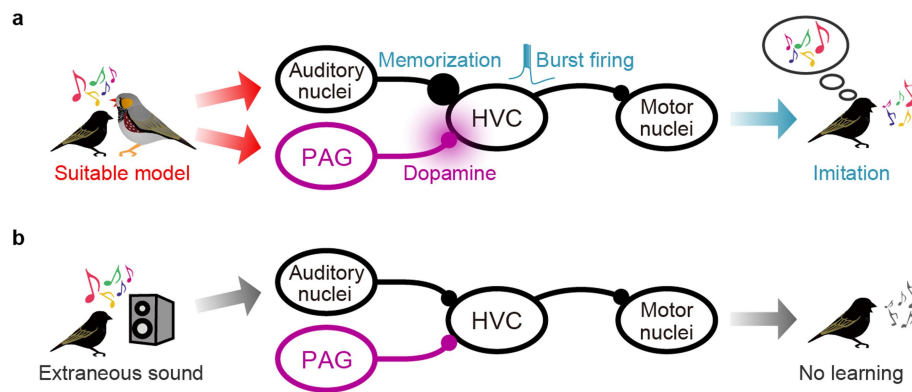 a
Auditory
nuclei
Memorization
Burst firing
HVC
Motor
nuclei
PAG
Dopamine
Suitable model
Imitation
b
Auditory
nuclei
HVC
Motor
nuclei
PAG
Extraneous sound
No learning